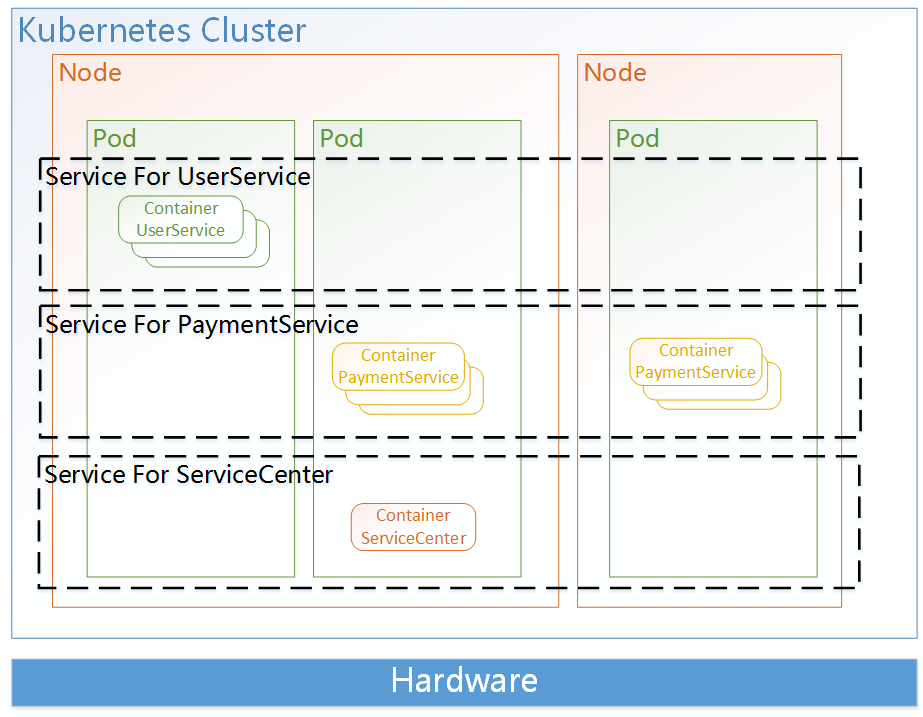 Kubernetes Cluster
Node
Node
Pod
Pod
Pod
Service For UserService
Container
UserService
Service For PaymentService
Container
PaymentService
Container
PaymentService
Service For ServiceCenter
Container
ServiceCenter
Hardware